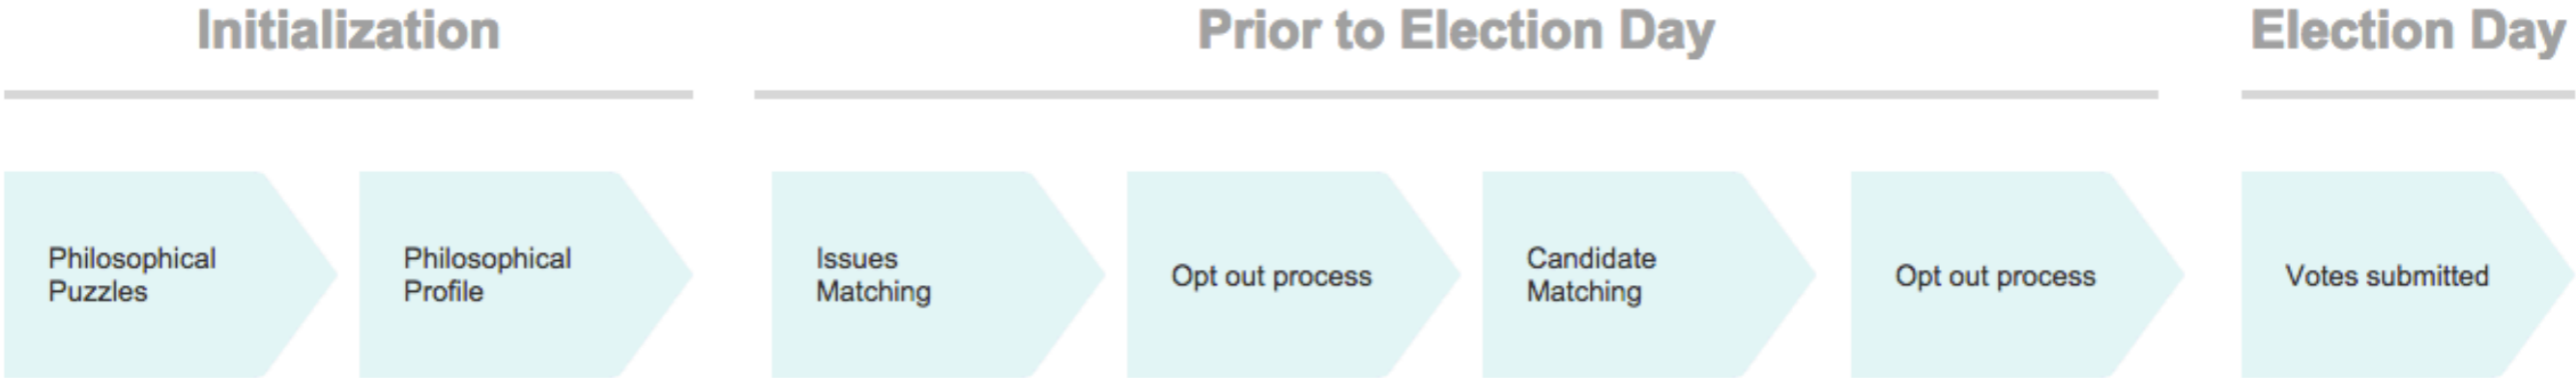 Initialization
Prior to Election Day
Election Day
Philosophical
Puzzles
Philosophical
Profile
Issues
Matching
Opt out process
Candidate
Matching
Opt out process
Votes submitted